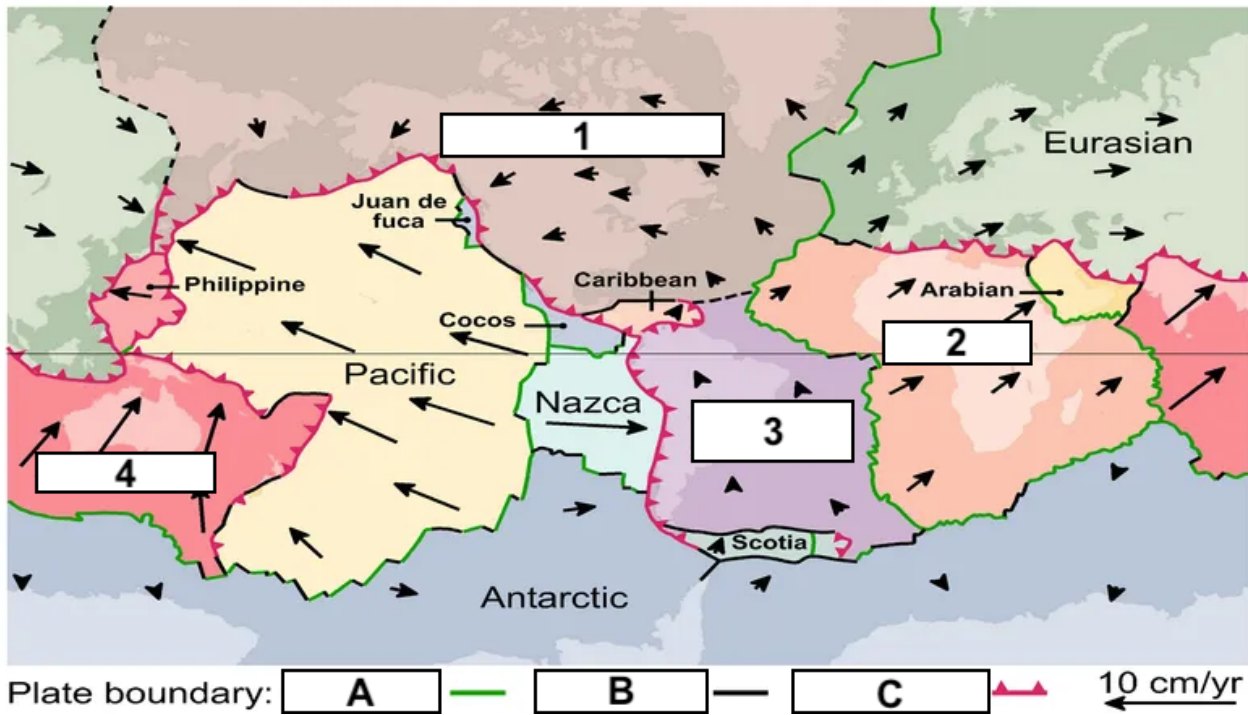 1
Eurasian
Juan de
fuca
Philippine
Caribbean
Arabian
Cocos
2
Pacific
Nazca
3
4
Scotia
Antarctic
Plate boundary: A B C 10 cm/yr